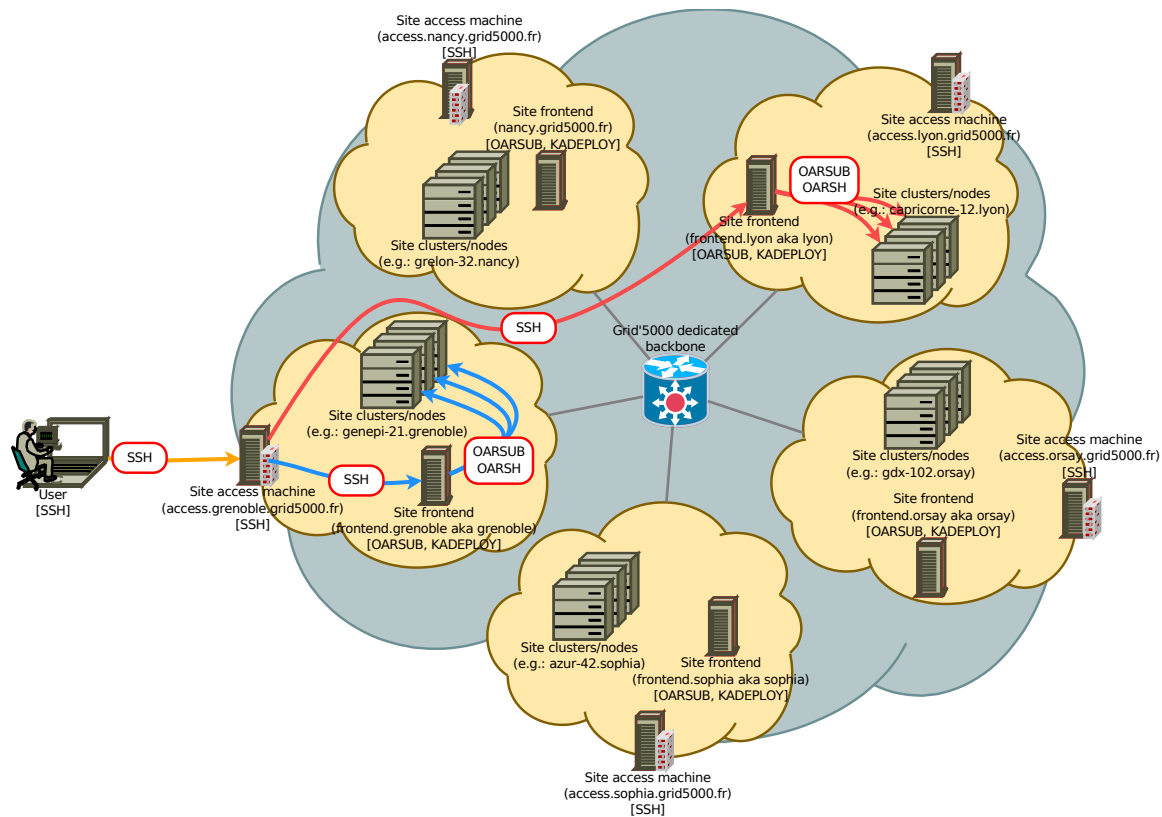 Site access machine
(access.nancy.grid5000.fr)
[SSH]
Site frontend
(nancy.grid5000.fr)
[OARSUB, KADEPLOY]
Site clusters/nodes
(e.g.: grelon-32.nancy)
Site access machine
(access.lyon.grid5000.fr)
[SSH]
OARSUB
OARSH
Site clusters/nodes
(e.g.: capricorne-12.lyon)
Site frontend
(frontend.lyon aka lyon)
[OARSUB, KADEPLOY]
SSH
Grid'5000 dedicated
backbone
Site clusters/nodes
(e.g.: genepi-21.grenoble)
OARSUB
OARSH
SSH
SSH
User
[SSH]
Site access machine
(access.grenoble.grid5000.fr)
[SSH]
Site frontend
(frontend.grenoble aka grenoble)
[OARSUB, KADEPLOY]
Site clusters/nodes
(e.g.: gdx-102.orsay)
Site access machine
(access.orsay.grid5000.fr)
[SSH]
Site frontend
(frontend.orsay aka orsay)
[OARSUB, KADEPLOY]
Site clusters/nodes
(e.g.: azur-42.sophia)
Site frontend
(frontend.sophia aka sophia)
[OARSUB, KADEPLOY]
Site access machine
(access.sophia.grid5000.fr)
[SSH]